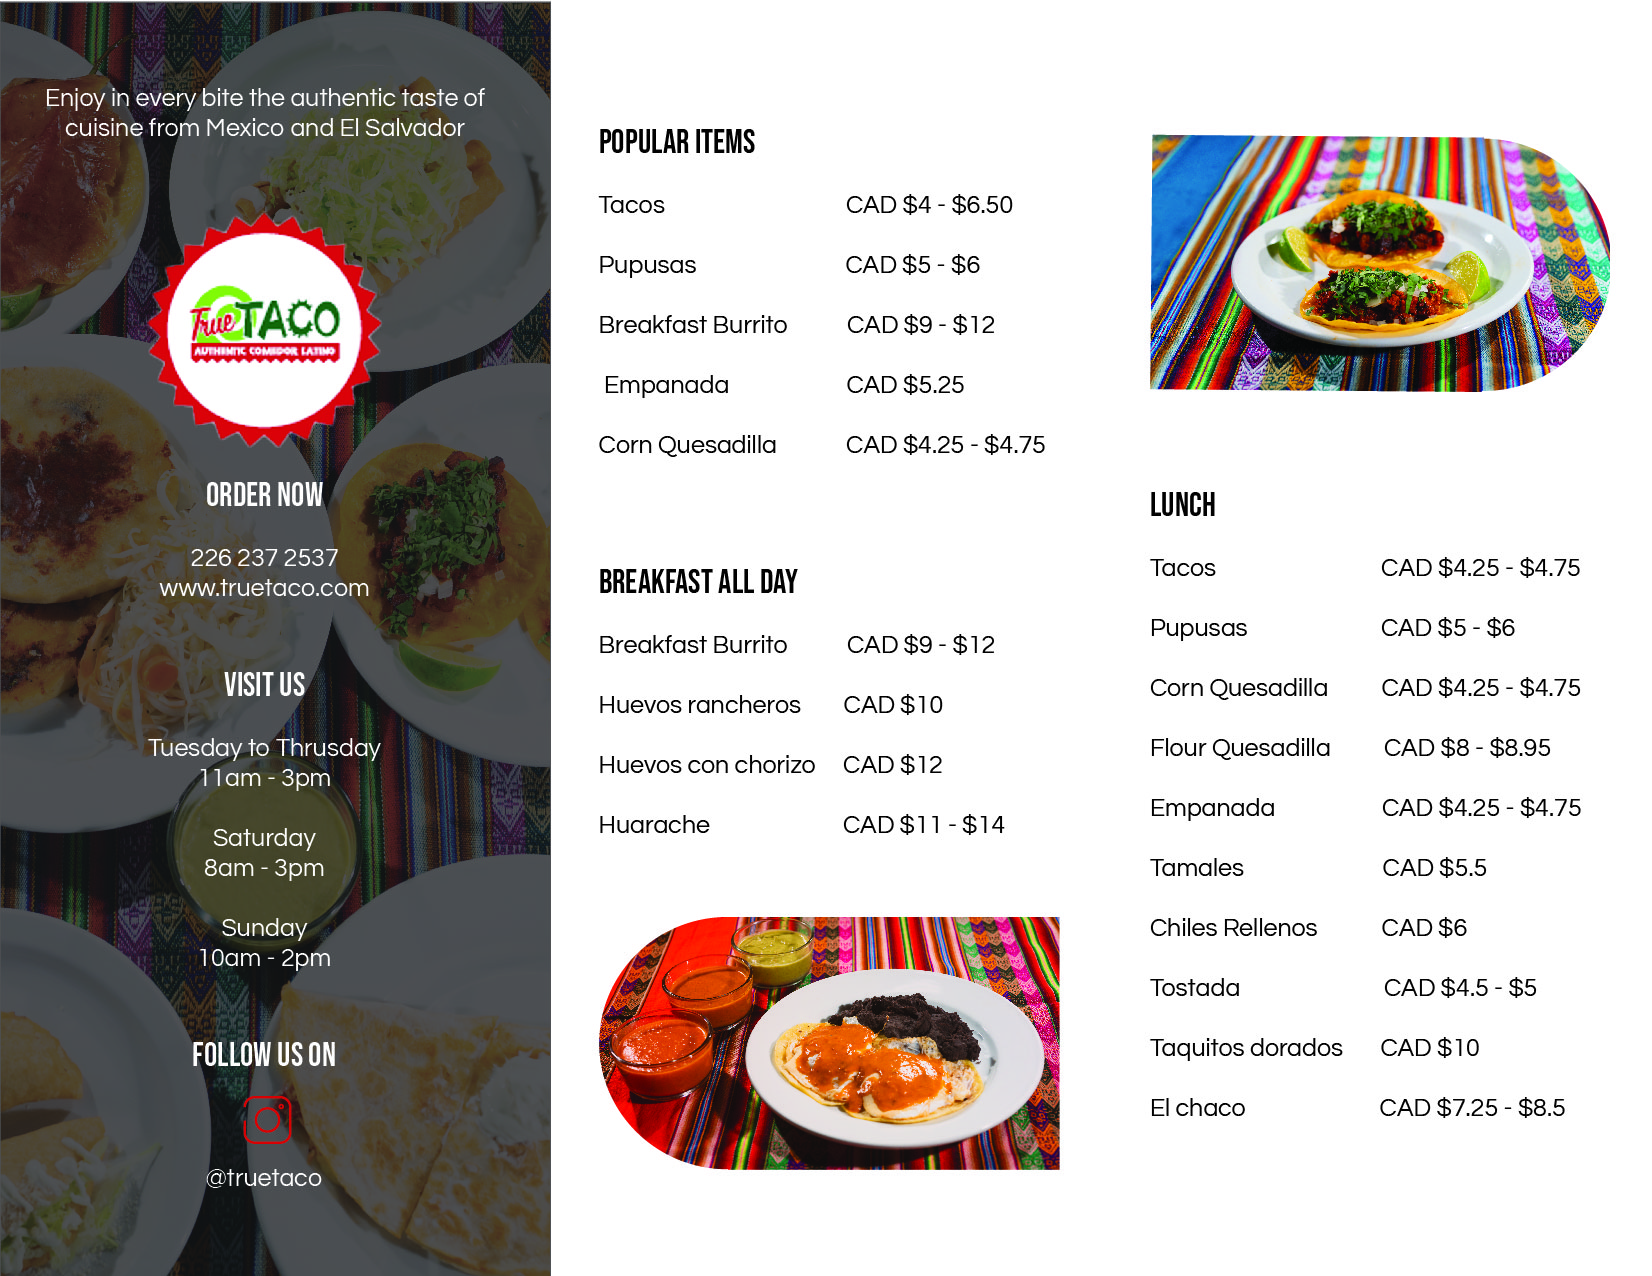 Enjoy in every bite the authentic taste of
cuisine from Mexico and El Salvador
True TACO
AUTHENTIC COMEDOR LATINO
ORDER NOW
226 237 2537
www.truetaco.com
VISIT US
Tuesday to Thrusday
11am - 3pm
Saturday
8am - 3pm
Sunday
10am - 2pm
FOLLOW US ON
@truetaco
POPULAR ITEMS
Tacos CAD $4 - $6.50
Pupusas CAD $5 - $6
Breakfast Burrito CAD $9 - $12
Empanada CAD $5.25
Corn Quesadilla CAD $4.25 - $4.75
BREAKFAST ALL DAY
Breakfast Burrito CAD $9 - $12
Huevos rancheros CAD $10
Huevos con chorizo CAD $12
Huarache CAD $11 - $14
LUNCH
Tacos CAD $4.25 - $4.75
Pupusas CAD $5 - $6
Corn Quesadilla CAD $4.25 - $4.75
Flour Quesadilla CAD $8 - $8.95
Empanada CAD $4.25 - $4.75
Tamales CAD $5.5
Chiles Rellenos CAD $6
Tostada CAD $4.5 - $5
Taquitos dorados CAD $10
El chaco CAD $7.25 - $8.5